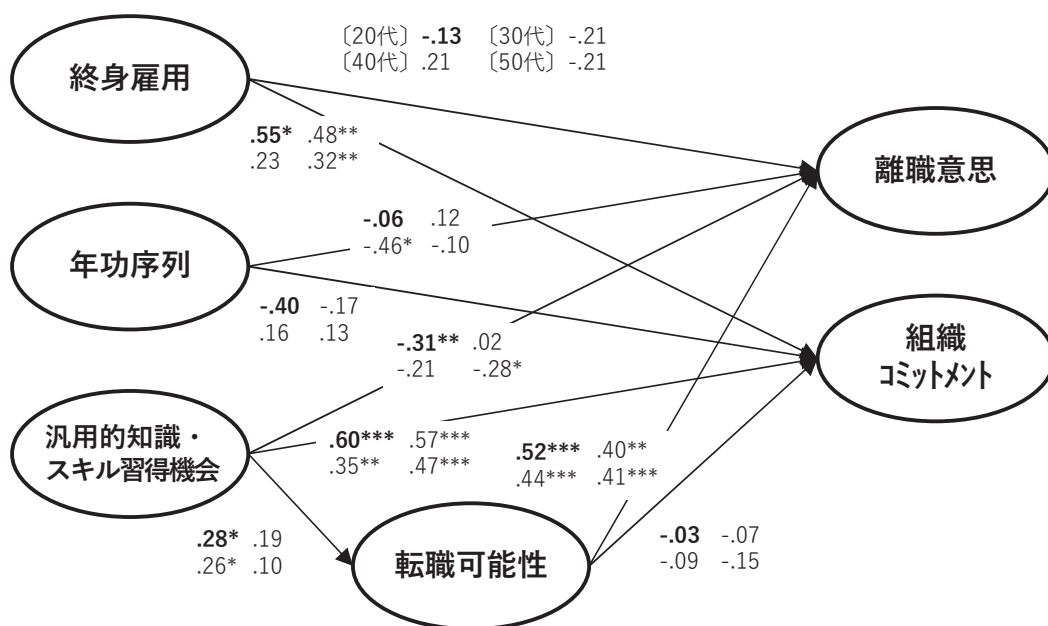 〔20代〕-.13 〔30代〕-.21
〔40代〕.21 〔50代〕-.21
終身雇用
.55* .48**
.23 .32**
離職意思
-.06 .12
-.46* -.10
年功序列
-.40 -.17
.16 .13
-.31** .02
-.21 -.28*
組織
コミットメント
汎用的知識・
スキル習得機会
.60*** .57***
.35** .47***
.52*** .40**
.44*** .41***
.28* .19
.26* .10
転職可能性
-.03 -.07
-.09 -.15